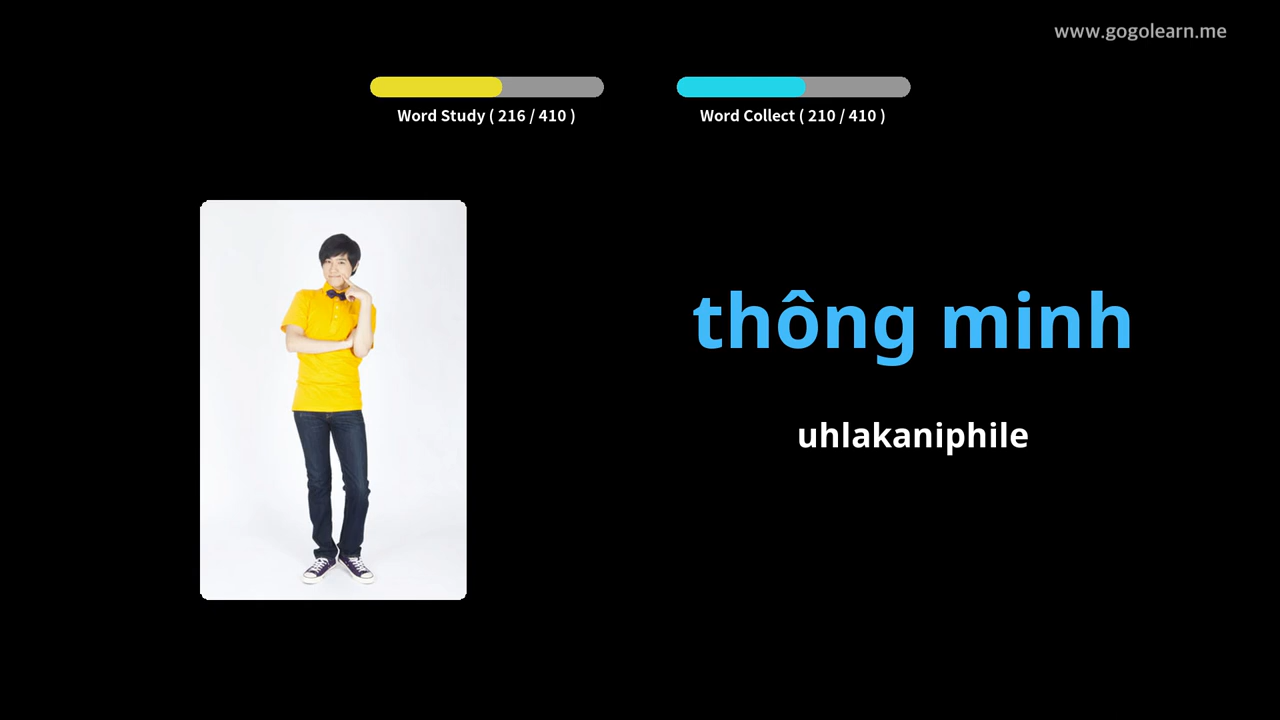 www.gogolearn.me
Word Study ( 216 / 410 )
Word Collect ( 210 / 410 )
thông minh
uhlakaniphile